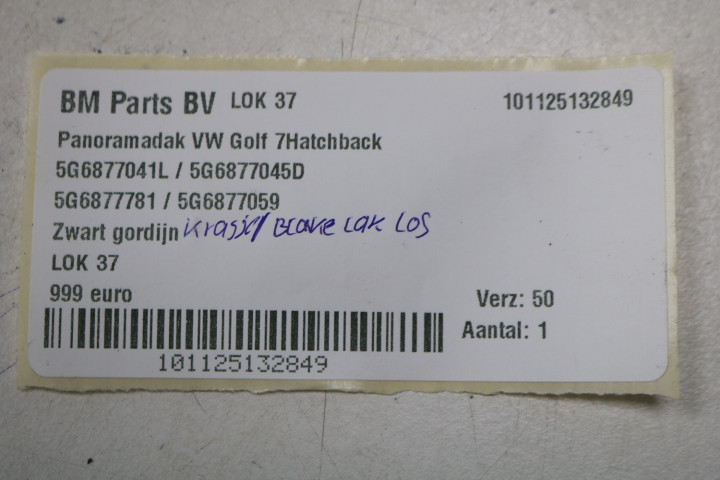 BM Parts BV LOK 37 101125132849
Panoramadak VW Golf 7Hatchback
5G6877041L / 5G6877045D
5G6877781 / 5G6877059
Zwart gordijn krasje/ lak los
LOK 37
999 euro Verz: 50
Aantal: 1
101125132849